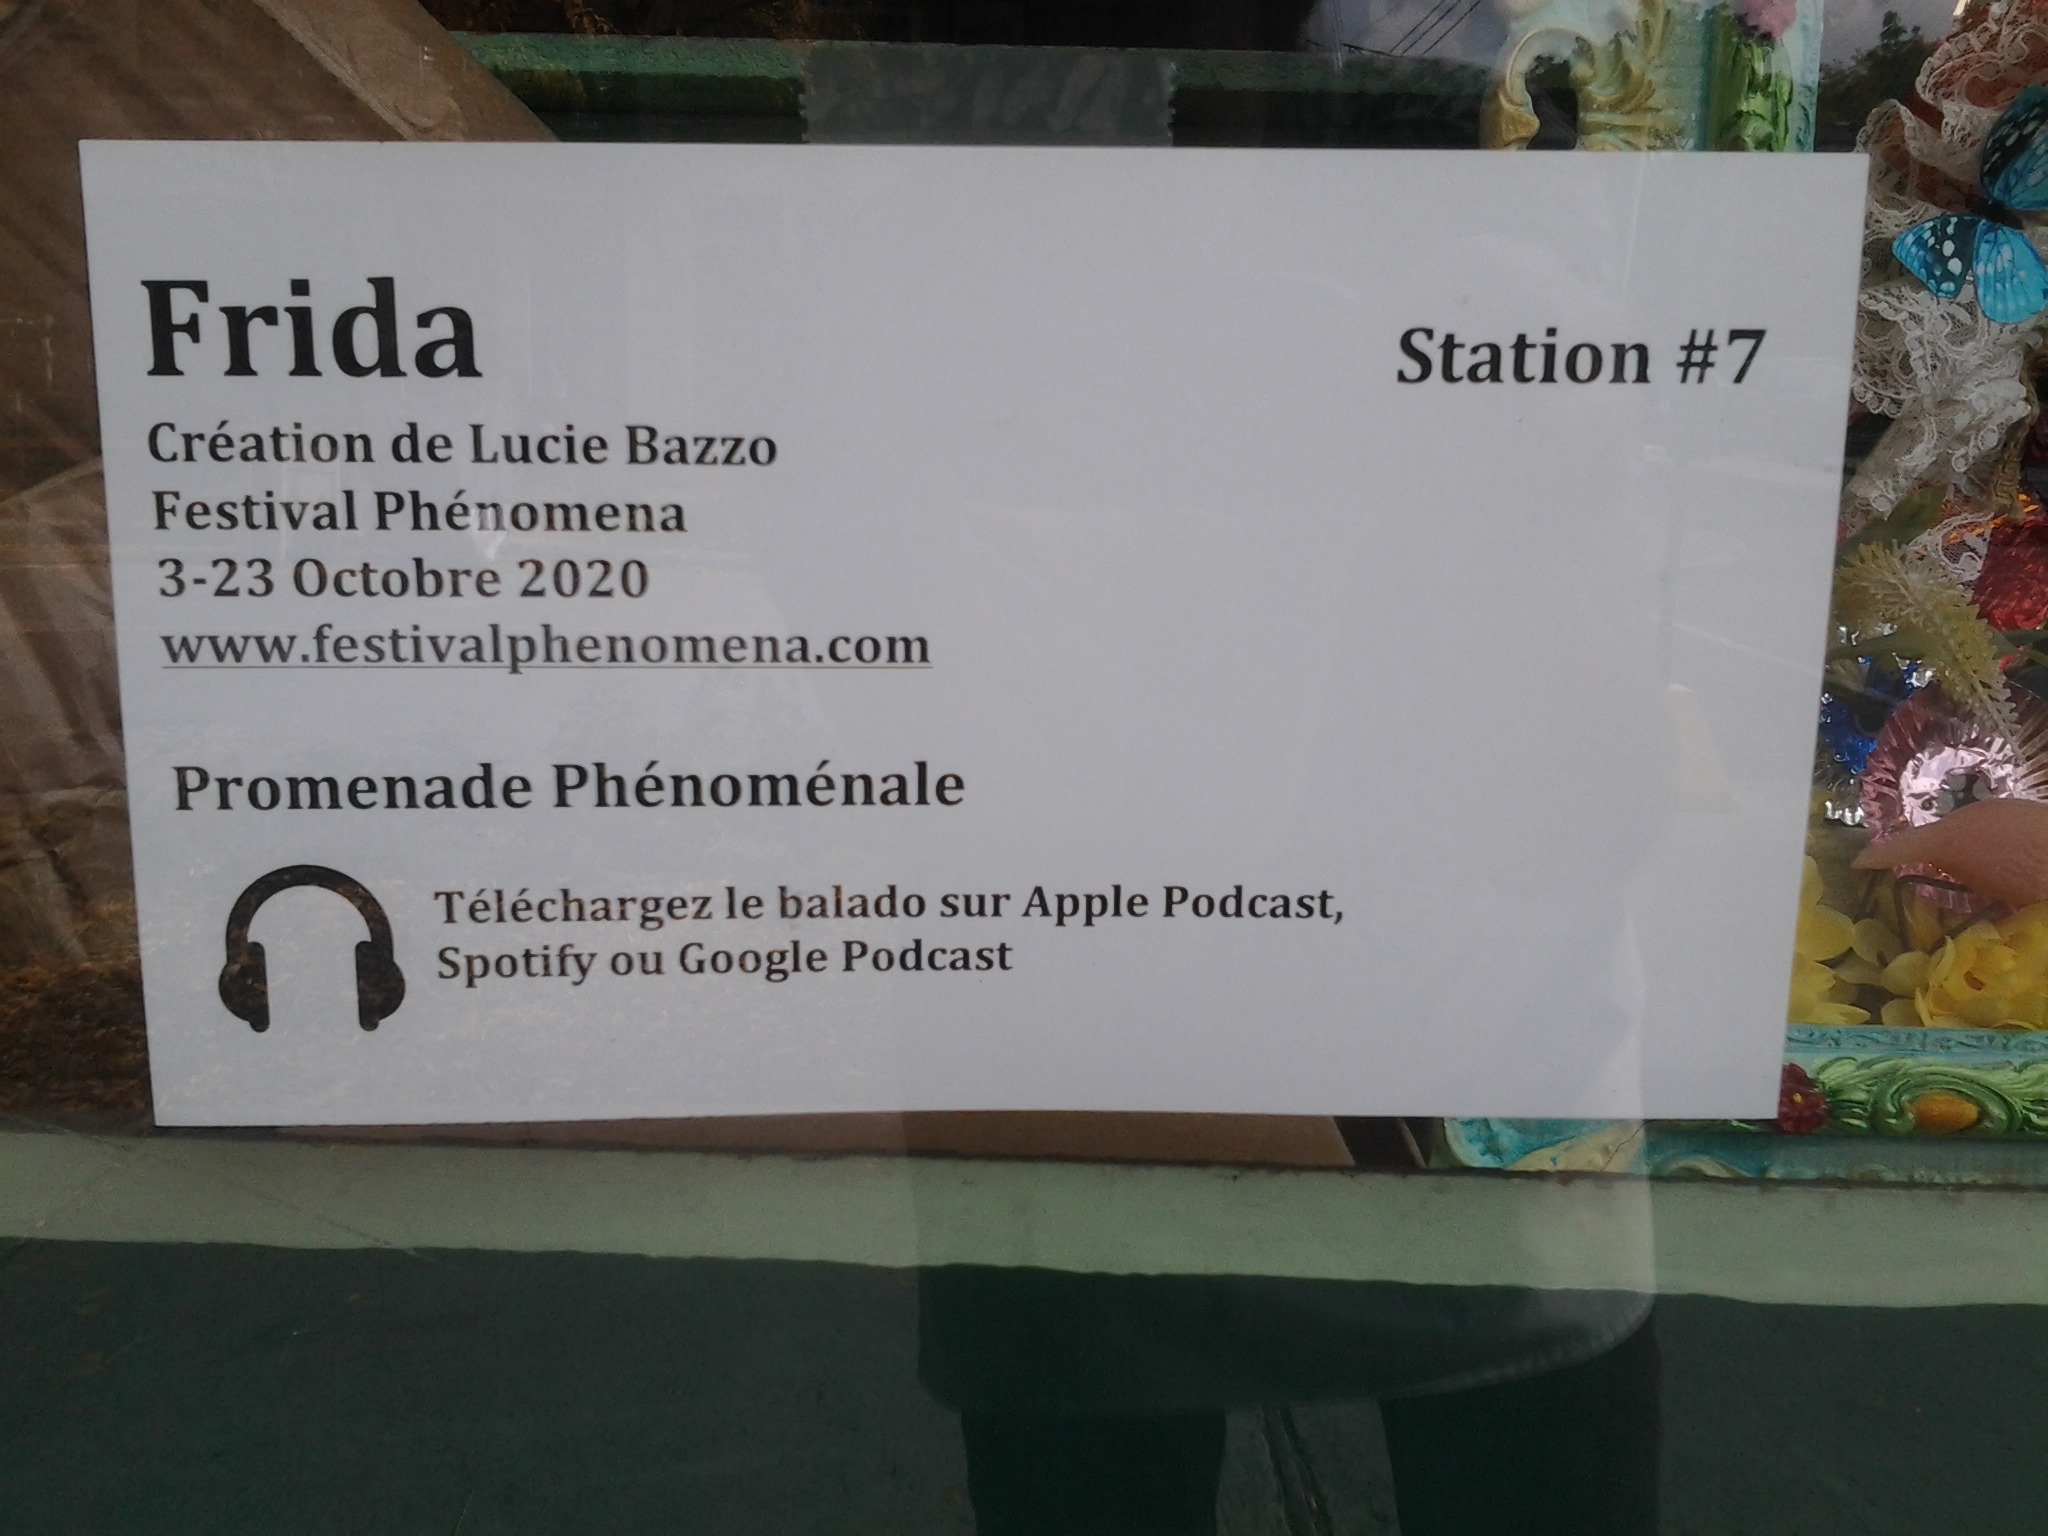 Frida
Station #7
Création de Lucie Bazzo
Festival Phénomena
3-23 Octobre 2020
www.festivalphenomena.com
Promenade Phénoménale
Téléchargez le balado sur Apple Podcast,
Spotify ou Google Podcast